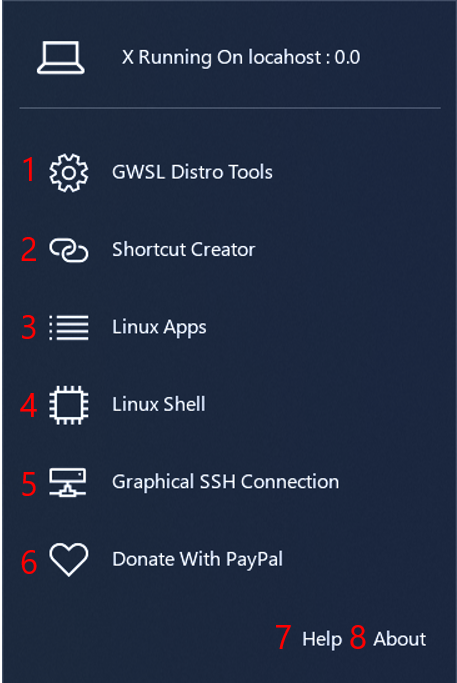 X Running On locahost : 0.0
1 GWSL Distro Tools
2 Shortcut Creator
3 Linux Apps
4 Linux Shell
5 Graphical SSH Connection
6 Donate With PayPal
7 Help 8 About